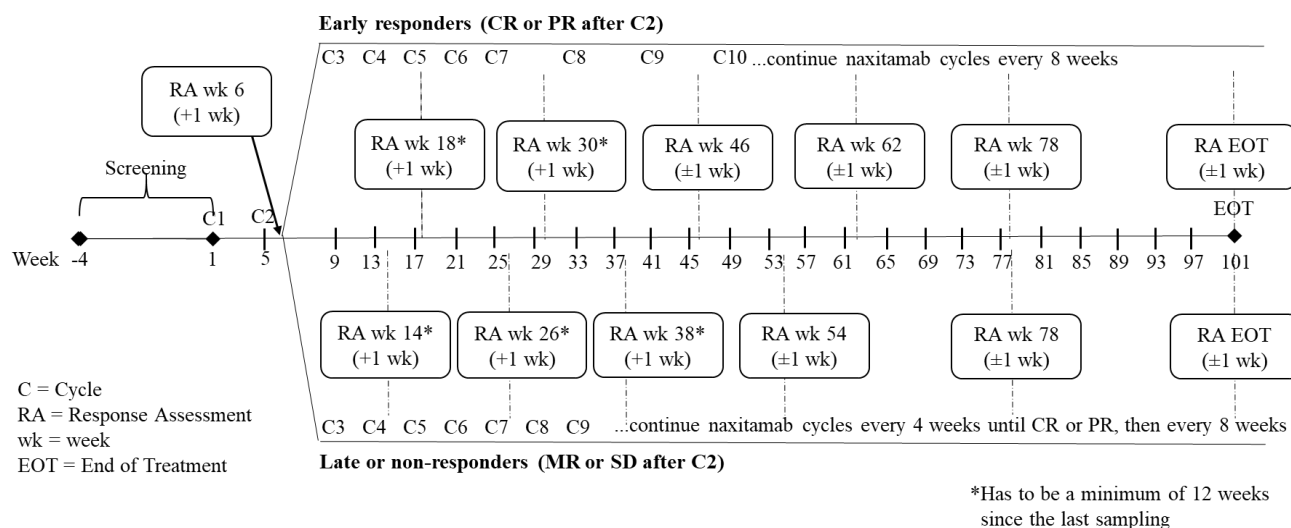 Early responders (CR or PR after C2)
C3 C4 C5 C6 C7 C8 C9 C10 ...continue naxitamab cycles every 8 weeks
RA wk 6
(+1 wk)
RA wk 18*
(+1 wk)
RA wk 30*
(+1 wk)
RA wk 46
(±1 wk)
RA wk 62
(±1 wk)
RA wk 78
(±1 wk)
RA EOT
(±1 wk)
Screening
C1
C2
EOT
Week -4 1 5 9 13 17 21 25 29 33 37 41 45 49 53 57 61 65 69 73 77 81 85 89 93 97 101
RA wk 14*
(+1 wk)
RA wk 26*
(+1 wk)
RA wk 38*
(+1 wk)
RA wk 54
(±1 wk)
RA wk 78
(±1 wk)
RA EOT
(±1 wk)
C = Cycle
RA = Response Assessment
wk = week
EOT = End of Treatment
C3 C4 C5 C6 C7 C8 C9 ...continue naxitamab cycles every 4 weeks until CR or PR, then every 8 weeks
Late or non-responders (MR or SD after C2)
*Has to be a minimum of 12 weeks
since the last sampling